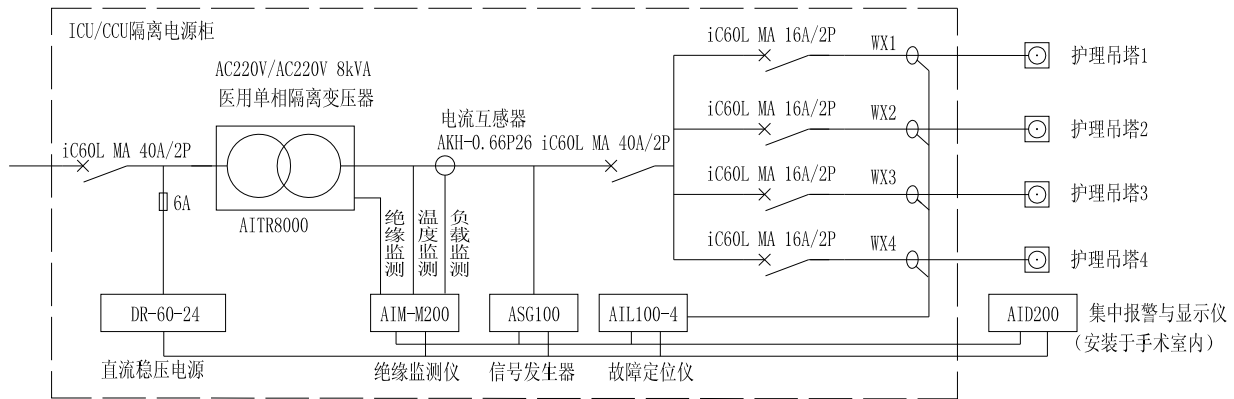 ICU/CCU隔离电源柜
AC220V/AC220V 8kVA
医用单相隔离变压器
iC60L MA 40A/2P
6A
AITR8000
电流互感器
AKH-0.66P26
iC60L MA 40A/2P
绝缘监测
温度监测
负载监测
iC60L MA 16A/2P
WX1
护理吊塔1
iC60L MA 16A/2P
WX2
护理吊塔2
iC60L MA 16A/2P
WX3
护理吊塔3
iC60L MA 16A/2P
WX4
护理吊塔4
DR-60-24
直流稳压电源
AIM-M200
绝缘监测仪
ASG100
信号发生器
AIL100-4
故障定位仪
AID200
集中报警与显示仪
(安装于手术室内)